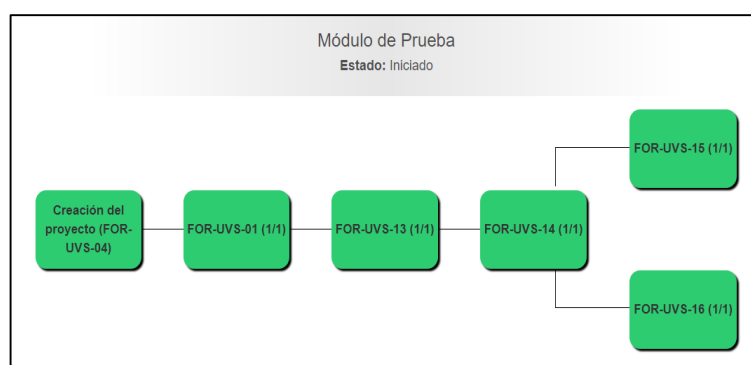 Módulo de Prueba
Estado: Iniciado
FOR-UVS-15 (1/1)
Creación del
proyecto (FOR-
UVS-04)
FOR-UVS-01 (1/1)
FOR-UVS-13 (1/1)
FOR-UVS-14 (1/1)
FOR-UVS-16 (1/1)